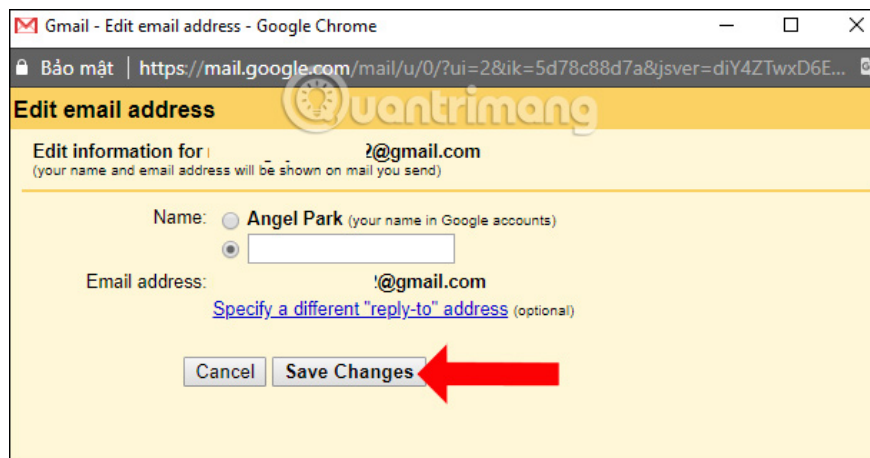 Gmail - Edit email address - Google Chrome
Bảo mật | https://mail.google.com/mail/u/0/?ui=2&ik=5d78c88d7a&jsver=diY4ZTwxD6E...
Quantrimang
Edit email address
Edit information for 2@gmail.com
(your name and email address will be shown on mail you send)
Name: Angel Park (your name in Google accounts)
Email address: @gmail.com
Specify a different "reply-to" address (optional)
Cancel Save Changes